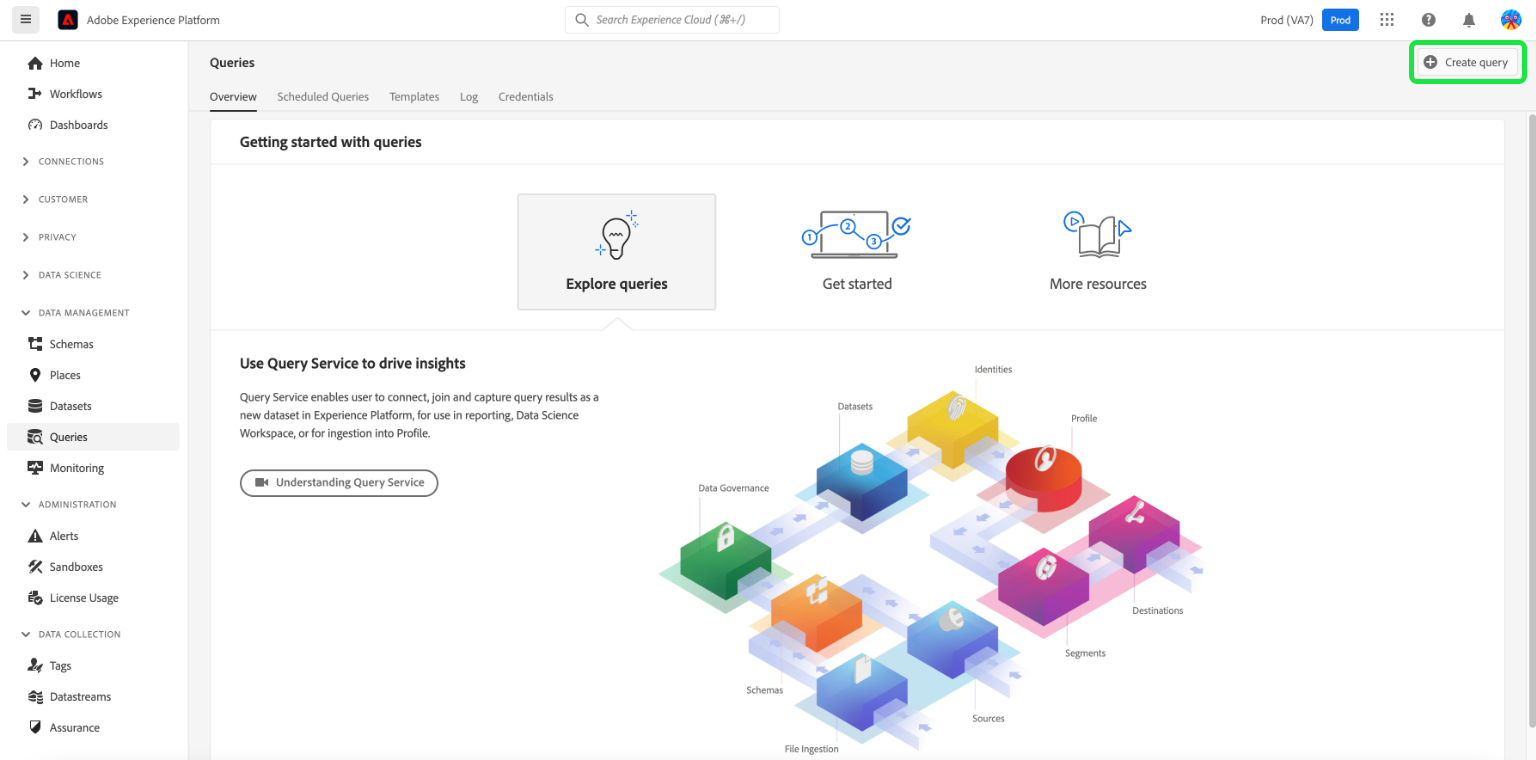 Adobe Experience Platform
Search Experience Cloud (⌘+/)
Prod (VA7)
Prod
Home
Workflows
Dashboards
CONNECTIONS
CUSTOMER
PRIVACY
DATA SCIENCE
DATA MANAGEMENT
Schemas
Places
Datasets
Queries
Monitoring
ADMINISTRATION
Alerts
Sandboxes
License Usage
DATA COLLECTION
Tags
Datastreams
Assurance
Queries
Create query
Overview Scheduled Queries Templates Log Credentials
Getting started with queries
Explore queries
1 2 3
Get started
More resources
Use Query Service to drive insights
Query Service enables user to connect, join and capture query results as a
new dataset in Experience Platform, for use in reporting, Data Science
Workspace, or for ingestion into Profile.
Understanding Query Service
Identities
Datasets
Profile
Data Governance
Destinations
Segments
Schemas
Sources
File Ingestion